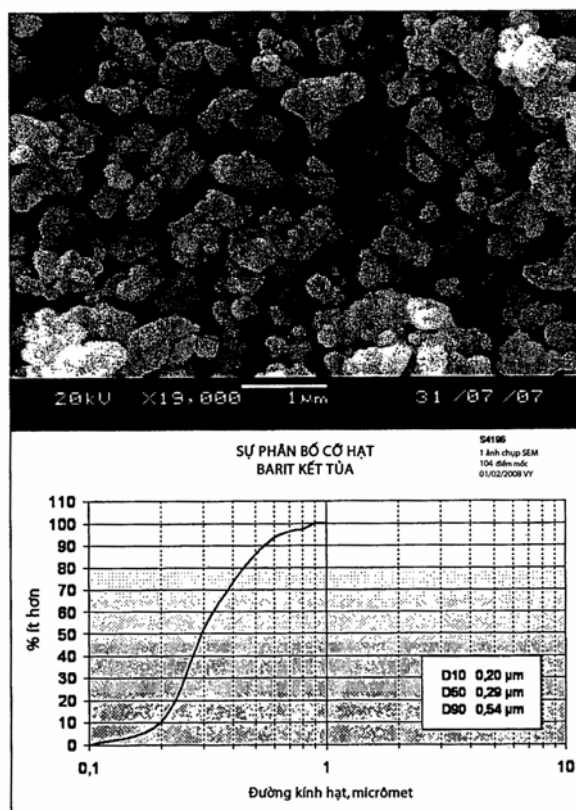 20kV X19,000 1µm 31/07/07
SỰ PHÂN BỐ CỠ HẠT
BARIT KẾT TỦA
S4196
1 ảnh chụp SEM
104 điểm mốc
01/02/2008 VY
% ít hơn
110
100
90
80
70
60
50
40
30
20
10
0
D10 0,20 µm
D50 0,29 µm
D90 0,54 µm
0,1 1 10
Đường kính hạt, micrômet